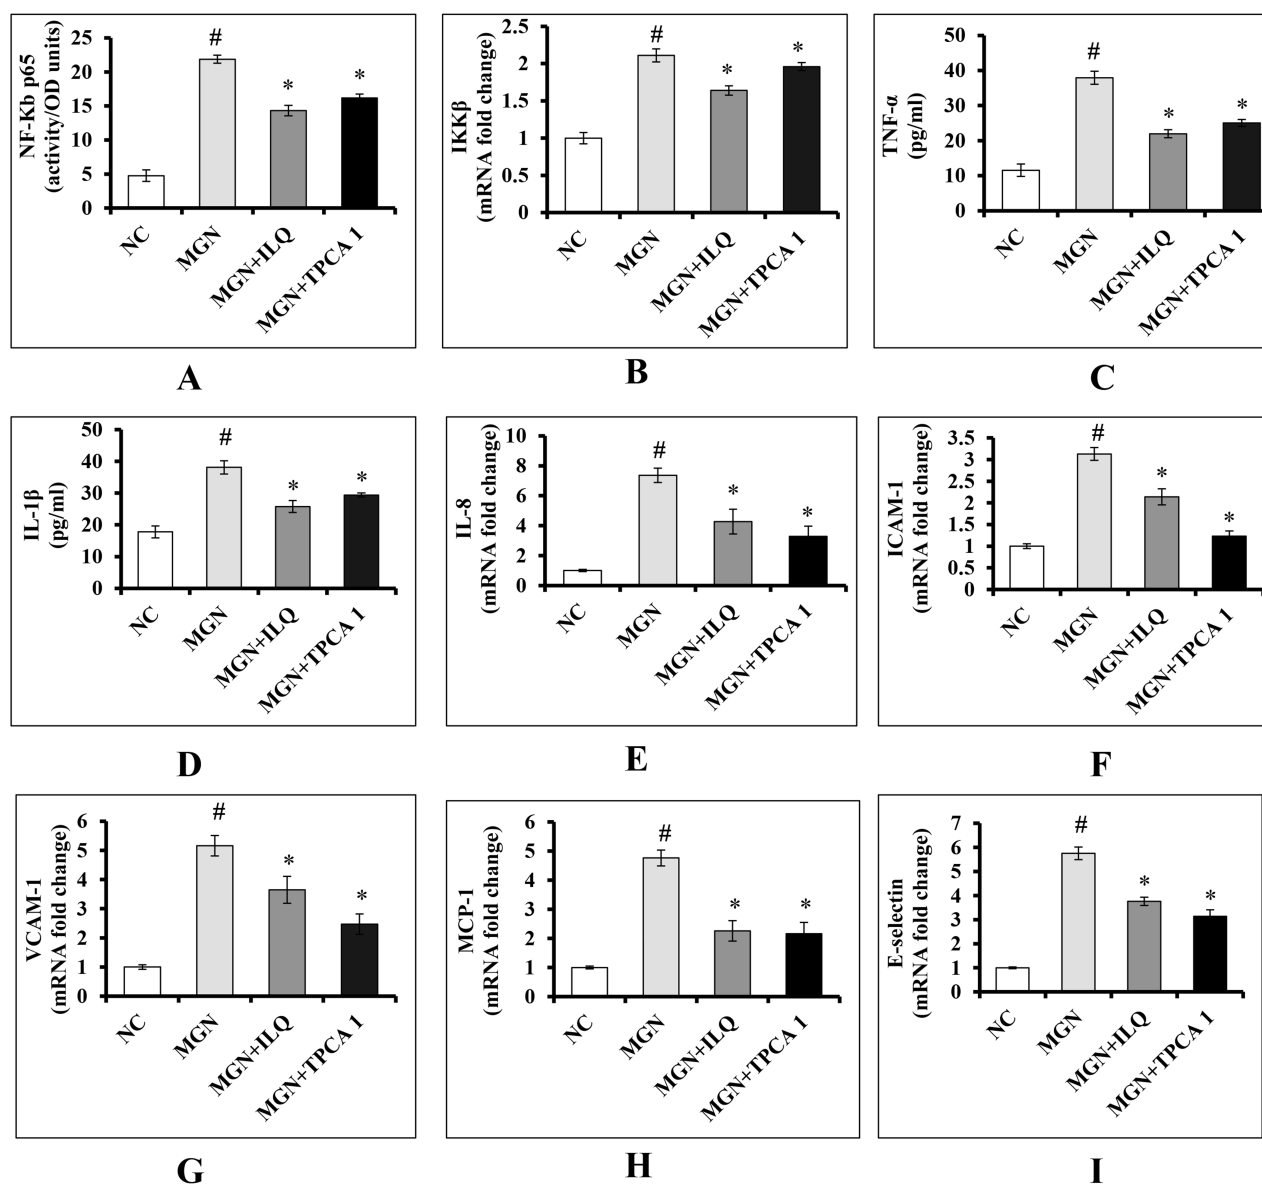 NF-Kb p65
(activity/OD units)
25
20
15
10
5
0
#
*
*
NC
MGN
MGN+ILQ
MGN+TPCA 1
A
IKKβ
(mRNA fold change)
2.5
2
1.5
1
0.5
0
#
*
*
NC
MGN
MGN+ILQ
MGN+TPCA 1
B
TNF-α
(pg/ml)
50
40
30
20
10
0
#
*
*
NC
MGN
MGN+ILQ
MGN+TPCA 1
C
IL-1β
(pg/ml)
50
40
30
20
10
0
#
*
*
NC
MGN
MGN+ILQ
MGN+TPCA 1
D
IL-8
(mRNA fold change)
10
8
6
4
2
0
#
*
*
NC
MGN
MGN+ILQ
MGN+TPCA 1
E
ICAM-1
(mRNA fold change)
3.5
3
2.5
2
1.5
1
0.5
0
#
*
*
NC
MGN
MGN+ILQ
MGN+TPCA 1
F
VCAM-1
(mRNA fold change)
6
5
4
3
2
1
0
#
*
*
NC
MGN
MGN+ILQ
MGN+TPCA 1
G
MCP-1
(mRNA fold change)
6
5
4
3
2
1
0
#
*
*
NC
MGN
MGN+ILQ
MGN+TPCA 1
H
E-selectin
(mRNA fold change)
7
6
5
4
3
2
1
0
#
*
*
NC
MGN
MGN+ILQ
MGN+TPCA 1
I